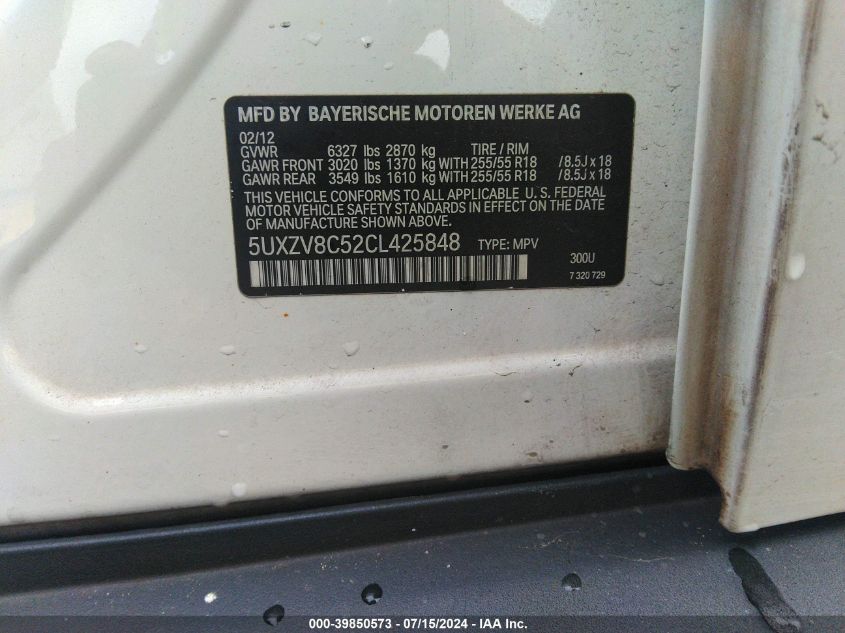 MFD BY BAYERISCHE MOTOREN WERKE AG
02/12
GVWR 6327 lbs 2870 kg TIRE / RIM
GAWR FRONT 3020 lbs 1370 kg WITH 255/55 R18 / 8.5J x 18
GAWR REAR 3549 lbs 1610 kg WITH 255/55 R18 / 8.5J x 18
THIS VEHICLE CONFORMS TO ALL APPLICABLE U. S. FEDERAL
MOTOR VEHICLE SAFETY STANDARDS IN EFFECT ON THE DATE
OF MANUFACTURE SHOWN ABOVE.
5UXZV8C52CL425848 TYPE: MPV
300U
7 320 729
000-39850573 - 07/15/2024 - IAA Inc.